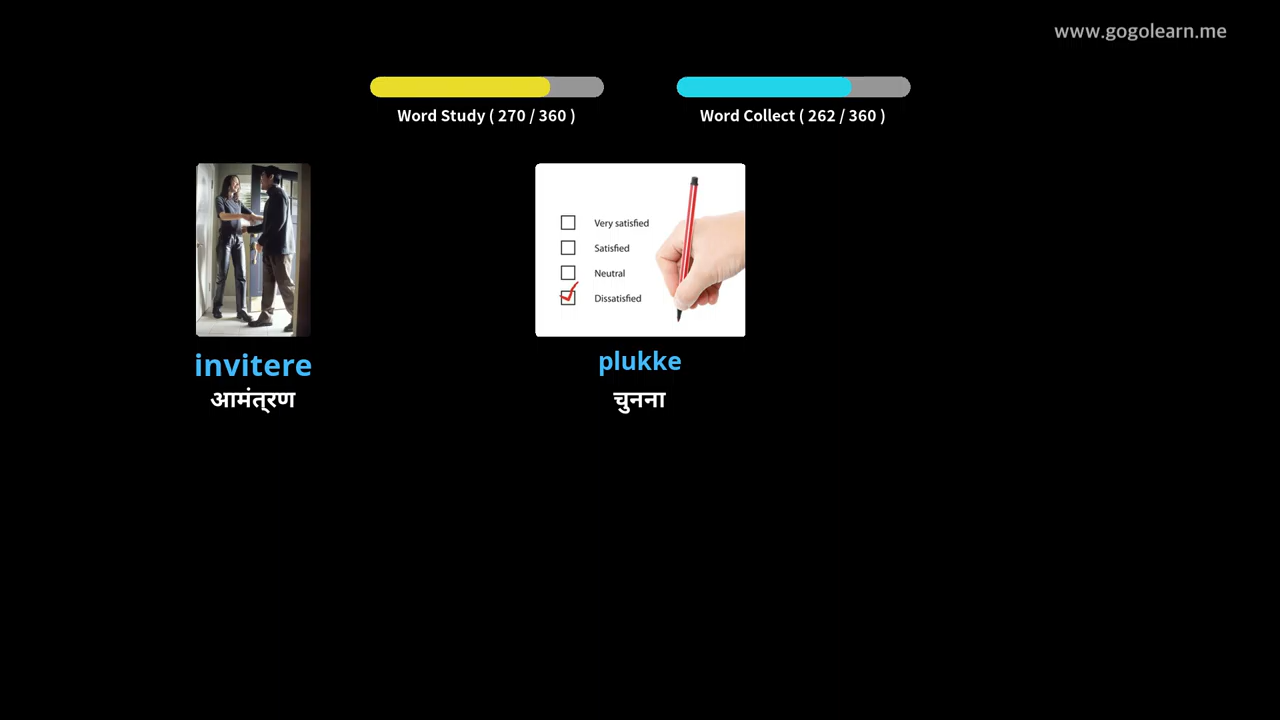 www.gogolearn.me
Word Study ( 270 / 360 )
Word Collect ( 262 / 360 )
Very satisfied
Satisfied
Neutral
Dissatisfied
invitere
आमंत्रण
plukke
चुनना